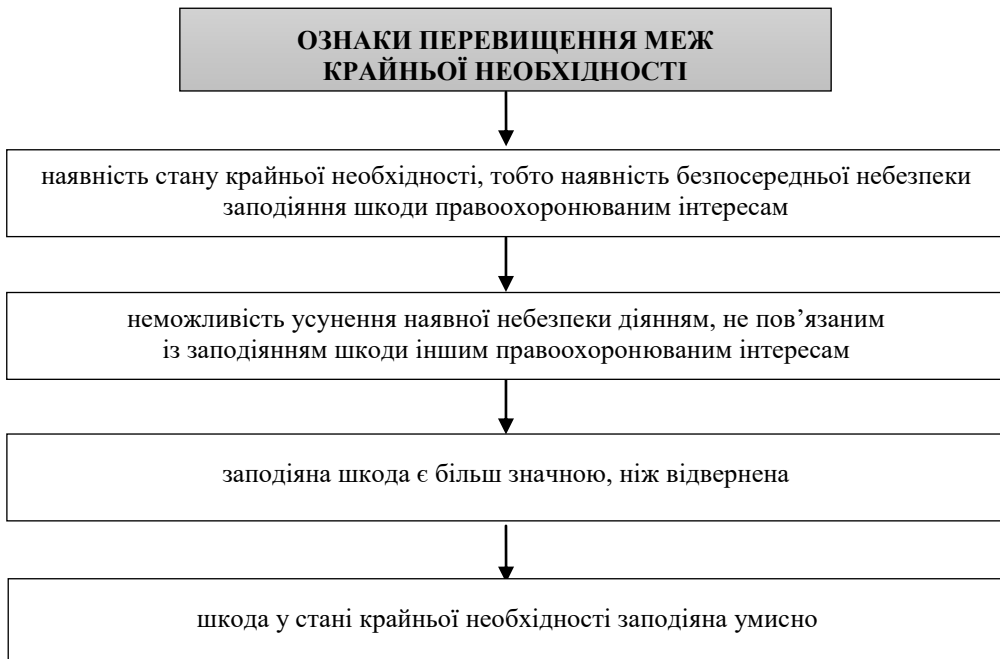 ОЗНАКИ ПЕРЕВИЩЕННЯ МЕЖ
КРАЙНЬОЇ НЕОБХІДНОСТІ
наявність стану крайньої необхідності, тобто наявність безпосередньої небезпеки
заподіяння шкоди правоохоронюваним інтересам
неможливість усунення наявної небезпеки діянням, не пов’язаним
із заподіянням шкоди іншим правоохоронюваним інтересам
заподіяна шкода є більш значною, ніж відвернена
шкода у стані крайньої необхідності заподіяна умисно